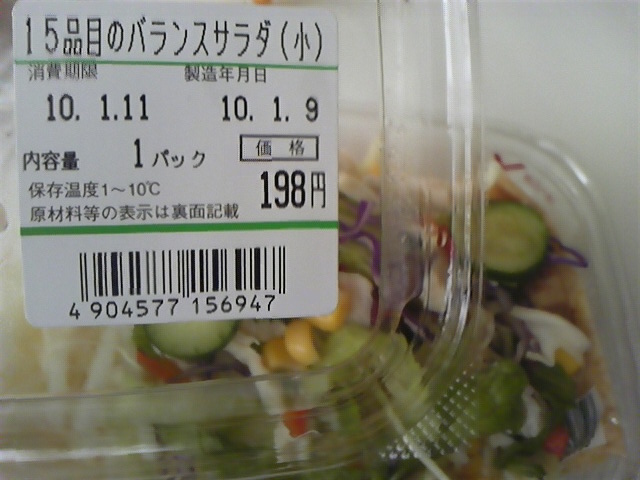 15品目のバランスサラダ(小)
消費期限 製造年月日
10. 1.11 10. 1. 9
内容量 1パック 価格
保存温度1~10℃ 198円
原材料等の表示は裏面記載
4 904577 156947